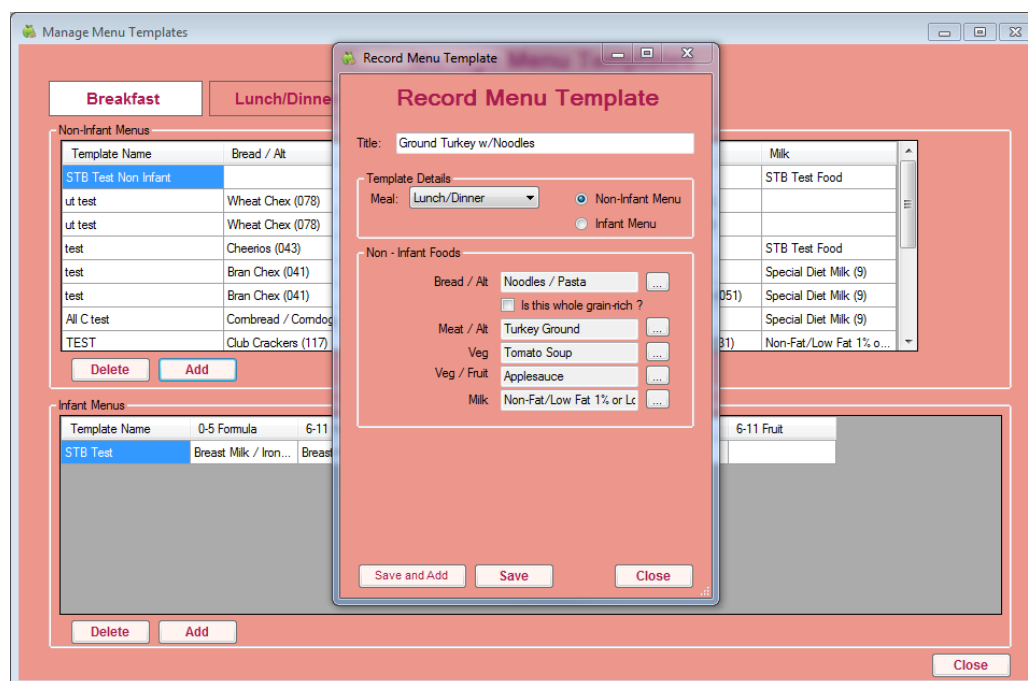 Manage Menu Templates
Menu Templates
Breakfast
Lunch/Dinne
Non-Infant Menus
Template Name Bread / Alt Milk
STB Test Non Infant STB Test Food
ut test Wheat Chex (078)
ut test Wheat Chex (078)
test Cheerios (043) STB Test Food
test Bran Chex (041) Special Diet Milk (9)
test Bran Chex (041) 051) Special Diet Milk (9)
All C test Cornbread / Corndog Special Diet Milk (9)
TEST Club Crackers (117) 31) Non-Fat/Low Fat 1% o...
Delete Add
Infant Menus
Template Name 0-5 Formula 6-11 6-11 Fruit
STB Test Breast Milk / Iron... Breast
Delete Add
Close
Record Menu Template
Record Menu Template
Title: Ground Turkey w/Noodles
Template Details
Meal: Lunch/Dinner Non-Infant Menu
Infant Menu
Non - Infant Foods
Bread / Alt Noodles / Pasta ...
Is this whole grain-rich ?
Meat / Alt Turkey Ground ...
Veg Tomato Soup ...
Veg / Fruit Applesauce ...
Milk Non-Fat/Low Fat 1% or Lo ...
Save and Add Save Close